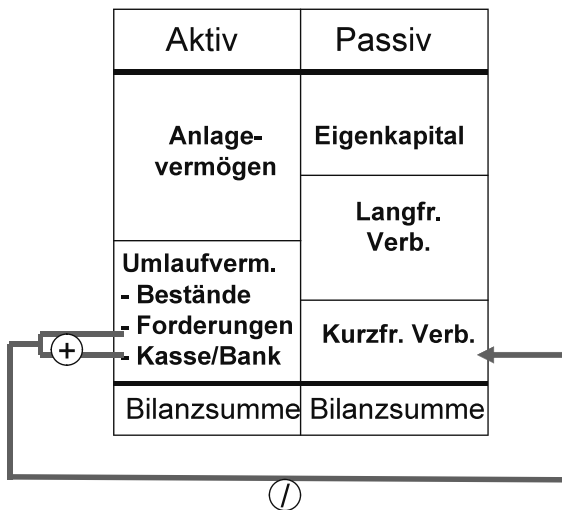 Aktiv
Passiv
Anlage-
vermögen
Eigenkapital
Langfr.
Verb.
Umlaufverm.
- Bestände
- Forderungen
- Kasse/Bank
Kurzfr. Verb.
+
Bilanzsumme
Bilanzsumme
/